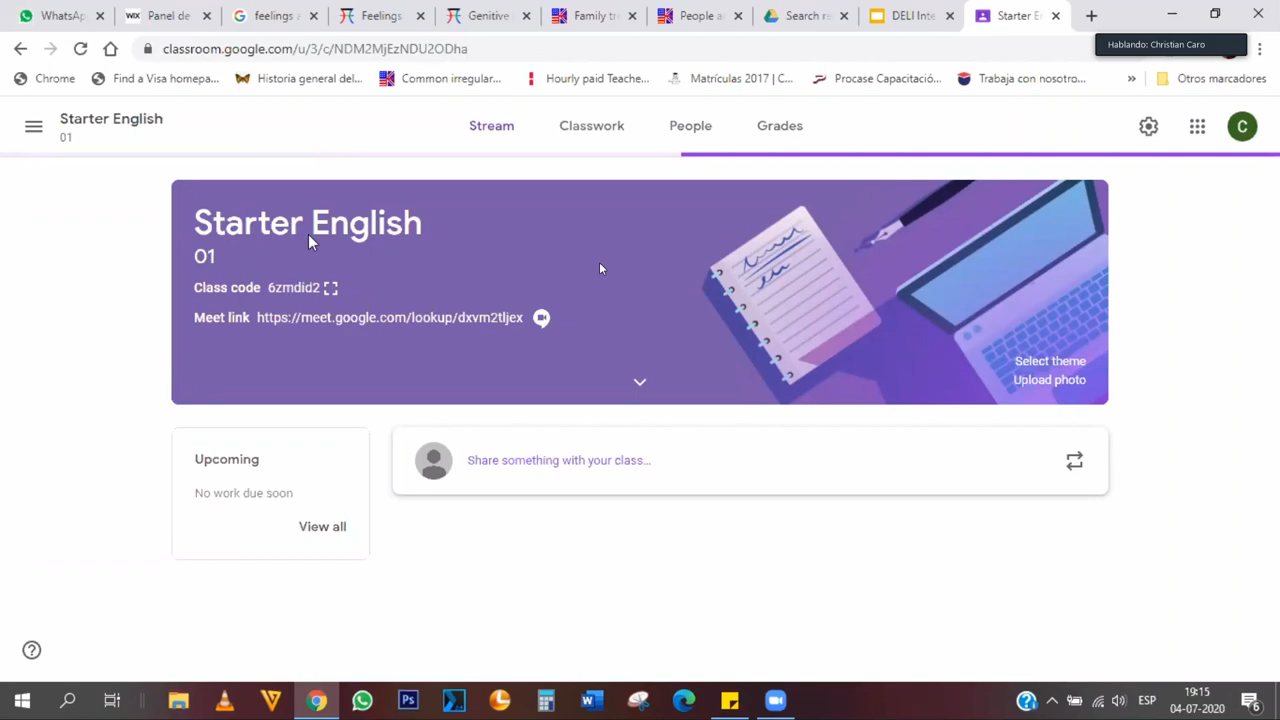 WhatsAp
WIX Panel de
feelings a
Feelings
Genitive
Family tr
People
Search re
DELI Inte
Starter E
classroom.google.com/u/3/c/NDM2MjEzNDU2ODha
Hablando: Christian Caro
Chrome
Find a Visa homepa...
Historia general del...
Common irregular...
Hourly paid Teache...
Matrículas 2017 | C...
Procase Capacitació...
Trabaja con nosotro...
»
Otros marcadores
Starter English
01
Stream
Classwork
People
Grades
C
Starter English
01
Class code 6zmdid2
Meet link https://meet.google.com/lookup/dxvm2tljex
Select theme
Upload photo
Upcoming
No work due soon
View all
Share something with your class...
ESP
19:15
04-07-2020
6